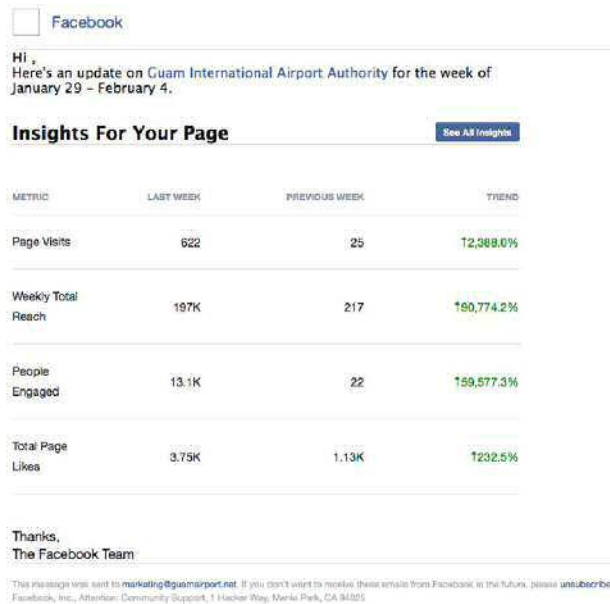 Facebook
Hi ,
Here's an update on Guam International Airport Authority for the week of
January 29 – February 4.
Insights For Your Page
See All Insights
METRIC LAST WEEK PREVIOUS WEEK TREND
Page Visits 622 25 ↑2,388.0%
Weekly Total
Reach
197K 217 ↑90,774.2%
People
Engaged
13.1K 22 ↑59,577.3%
Total Page
Likes
3.75K 1.13K ↑232.5%
Thanks,
The Facebook Team
This message was sent to marketing@guamairport.net. If you don't want to receive these emails from Facebook in the future, please unsubscribe
Facebook, Inc., Attention: Community Support, 1 Hacker Way, Menlo Park, CA 94025